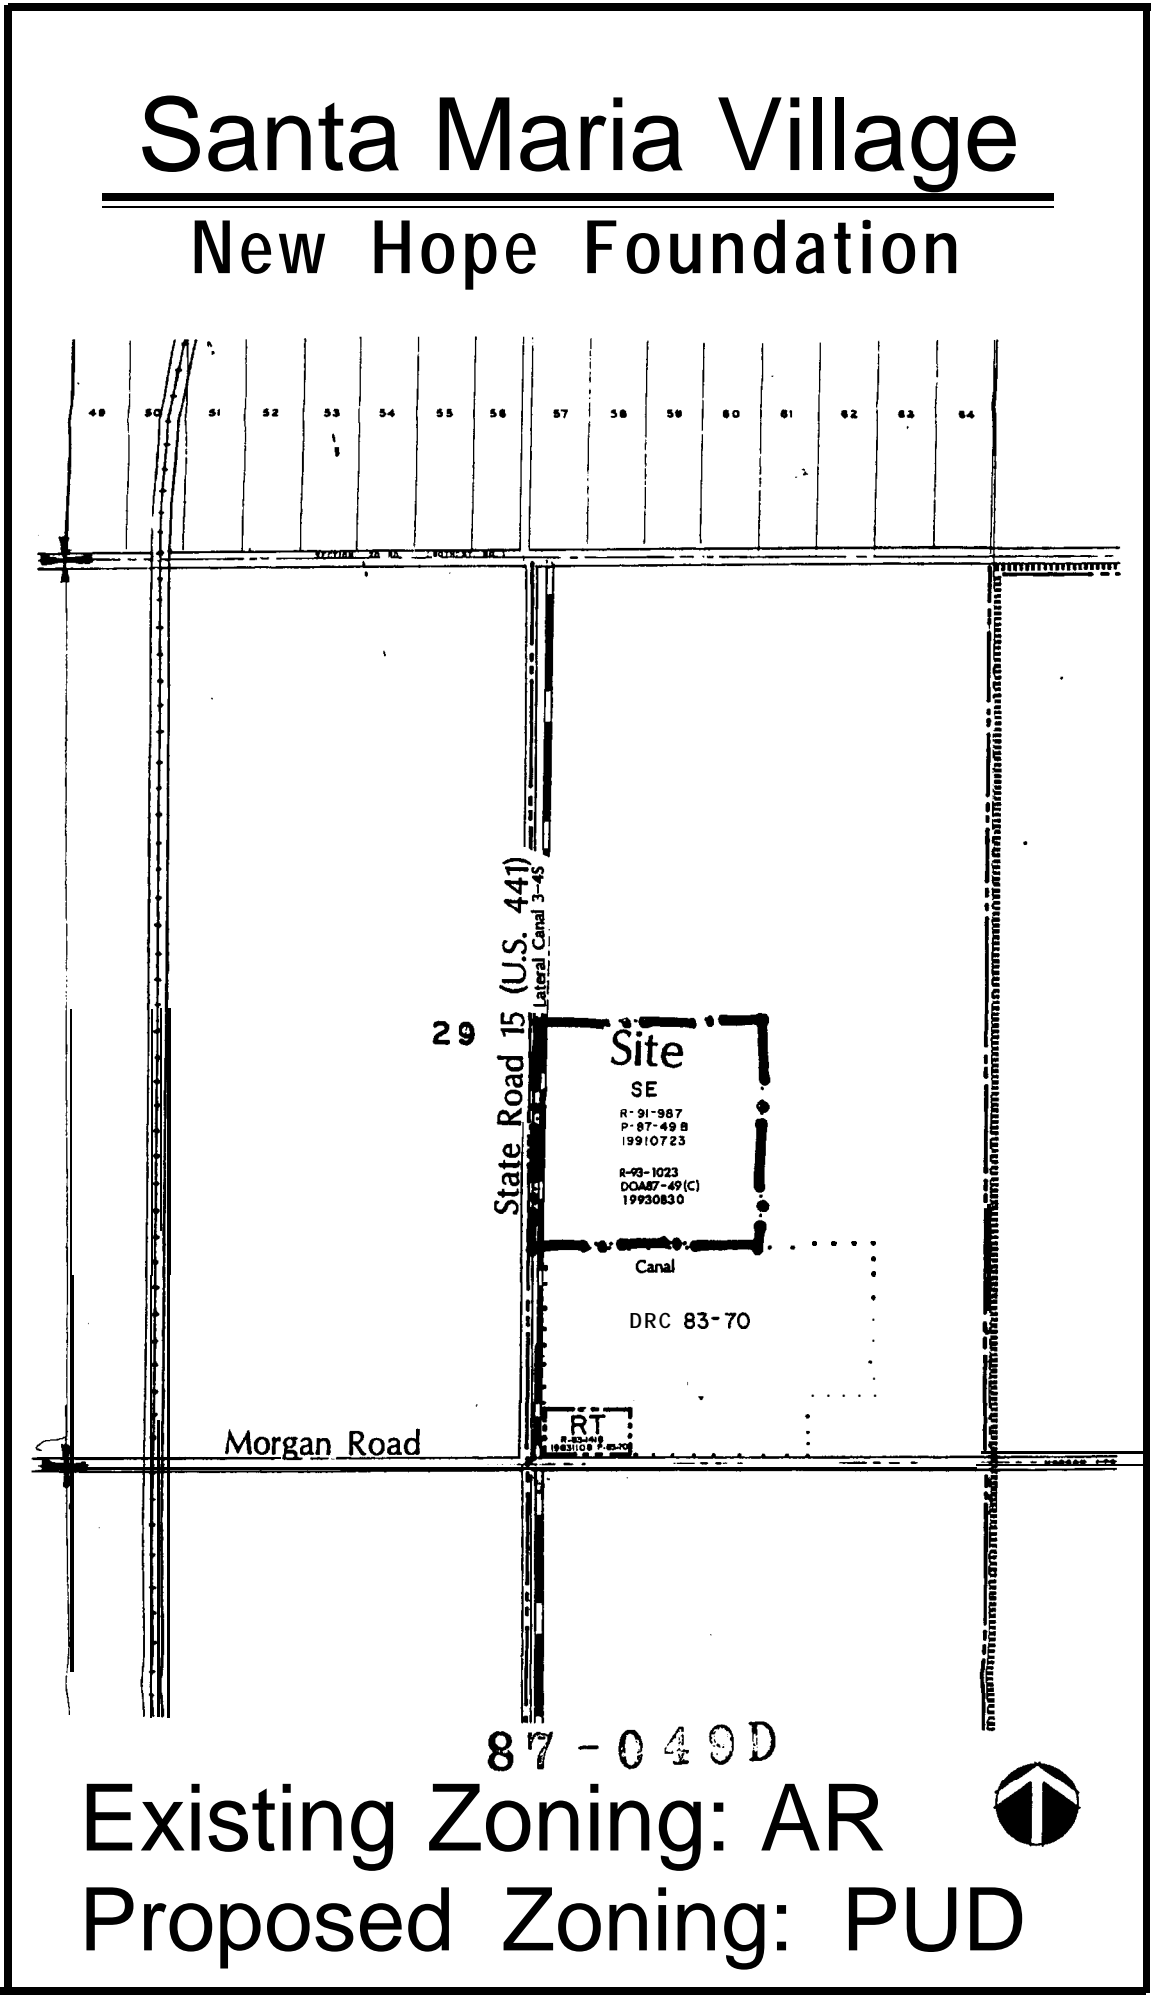 Santa Maria Village
New Hope Foundation
49 50 51 52 53 54 55 56 57 58 59 60 61 62 63 64
State Road 15 (U.S. 441)
Lateral Canal 3-4S
29
Site
SE
R-91-987
P-87-49 B
19910723
R-93-1023
DOA87-49(C)
19930830
Canal
DRC 83-70
RT
Morgan Road
87-049D
Existing Zoning: AR
Proposed Zoning: PUD